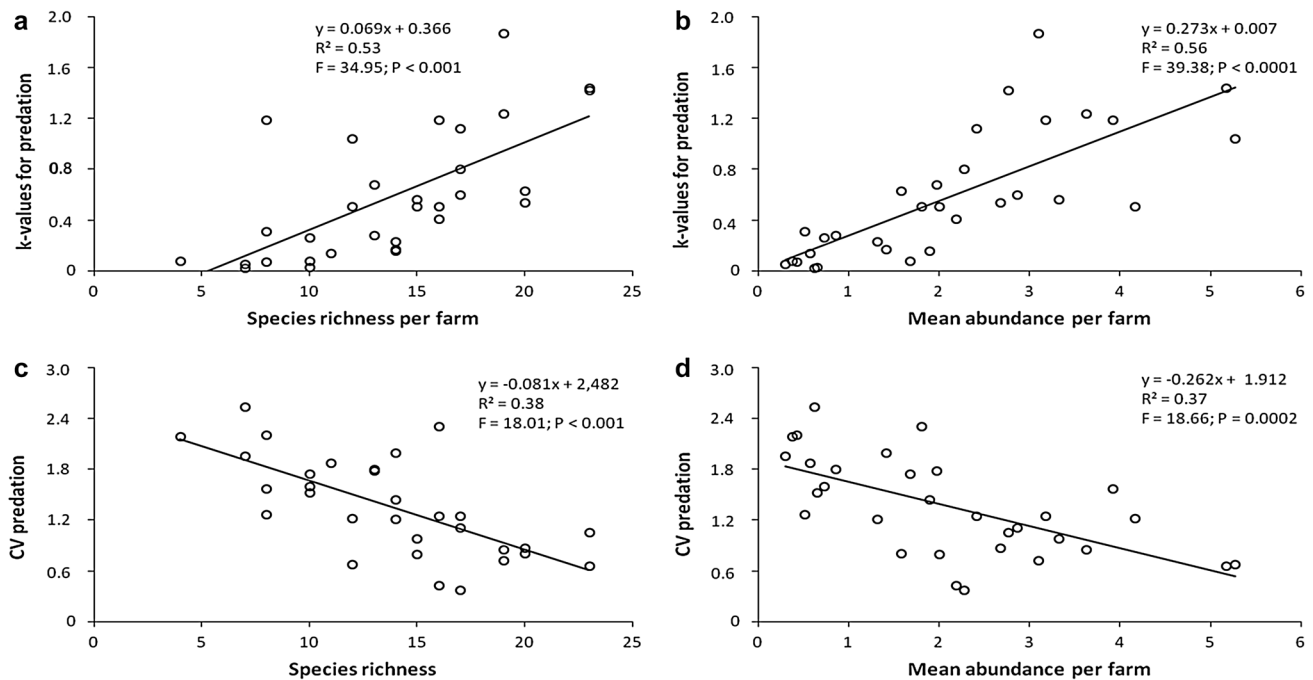 a
y = 0.069x + 0.366
R² = 0.53
F = 34.95; P < 0.001
k-values for predation
2.0
1.6
1.2
0.8
0.4
0
0 5 10 15 20 25
Species richness per farm
b
y = 0.273x + 0.007
R² = 0.56
F = 39.38; P < 0.0001
k-values for predation
2.0
1.6
1.2
0.8
0.4
0
0 1 2 3 4 5 6
Mean abundance per farm
c
y = -0.081x + 2,482
R² = 0.38
F = 18.01; P < 0.001
CV predation
3.0
2.4
1.8
1.2
0.6
0
0 5 10 15 20 25
Species richness
d
y = -0.262x + 1.912
R² = 0.37
F = 18.66; P = 0.0002
CV predation
3.0
2.4
1.8
1.2
0.6
0
0 1 2 3 4 5 6
Mean abundance per farm